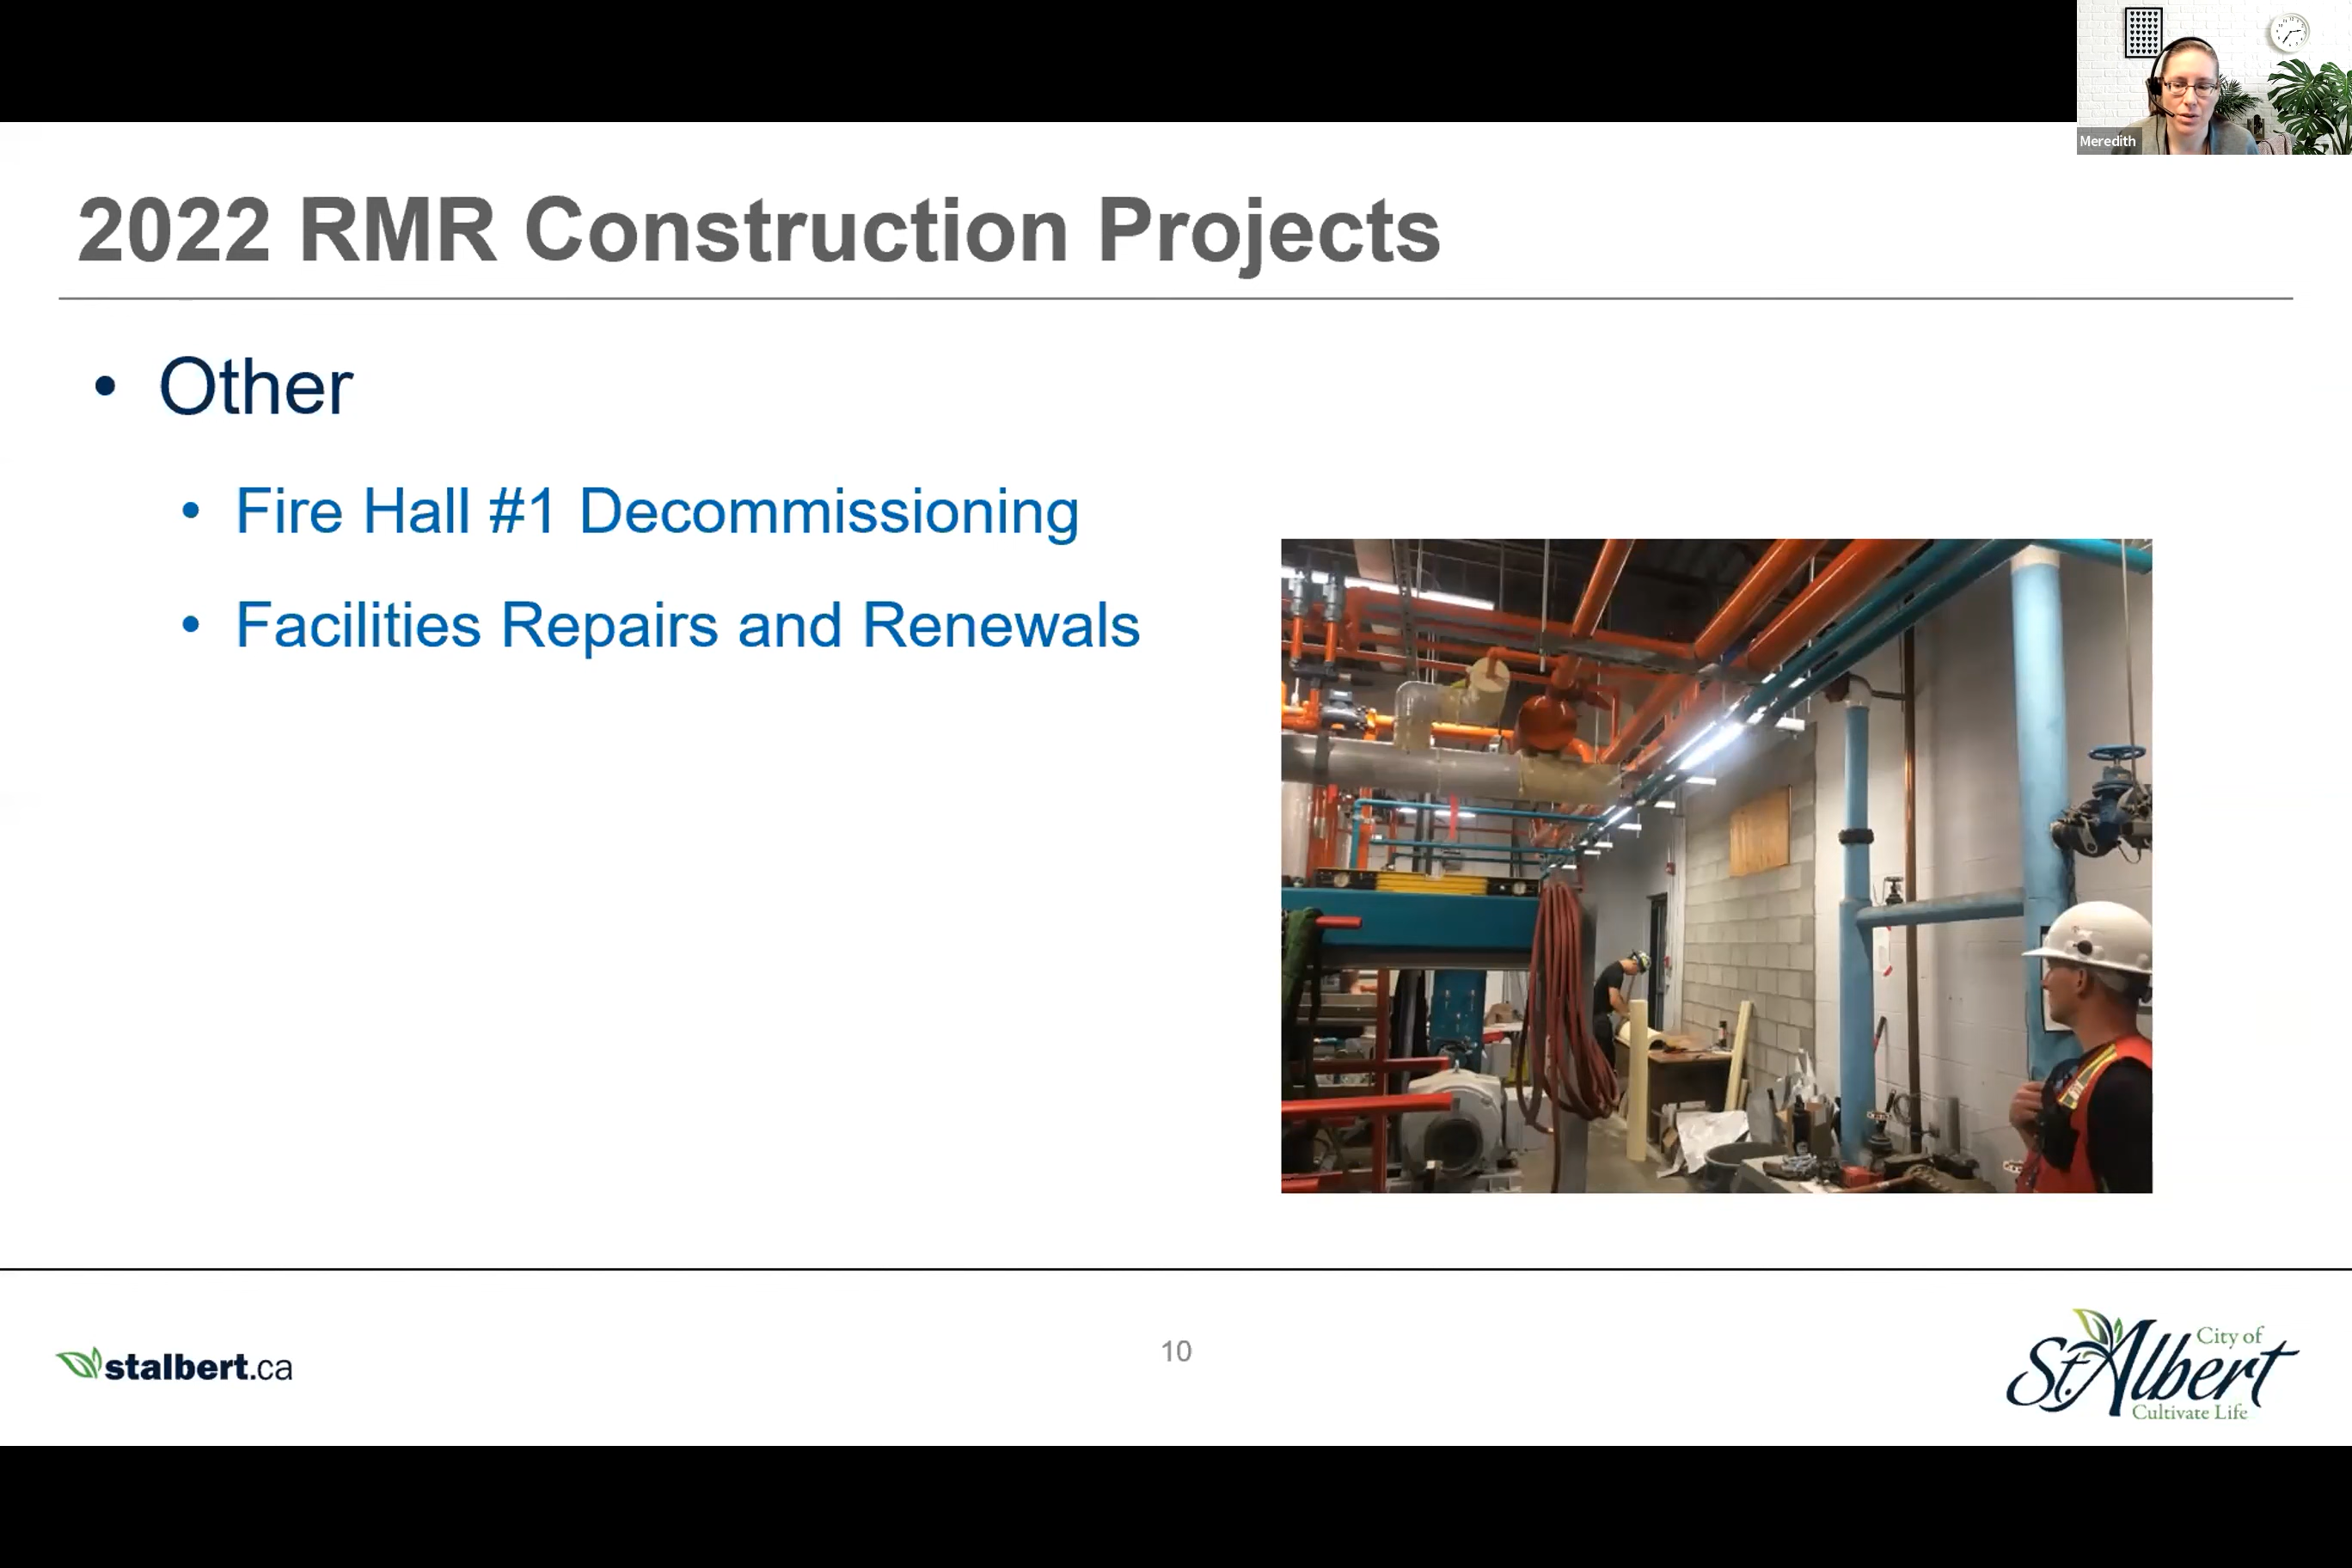 Meredith
2022 RMR Construction Projects
• Other
• Fire Hall #1 Decommissioning
• Facilities Repairs and Renewals
stalbert.ca
10
City of
St. Albert
Cultivate Life